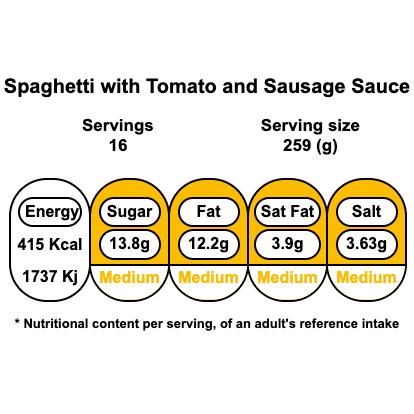 Spaghetti with Tomato and Sausage Sauce
Servings Serving size
16 259 (g)
Energy Sugar Fat Sat Fat Salt
415 Kcal 13.8g 12.2g 3.9g 3.63g
1737 Kj Medium Medium Medium Medium
* Nutritional content per serving, of an adult's reference intake